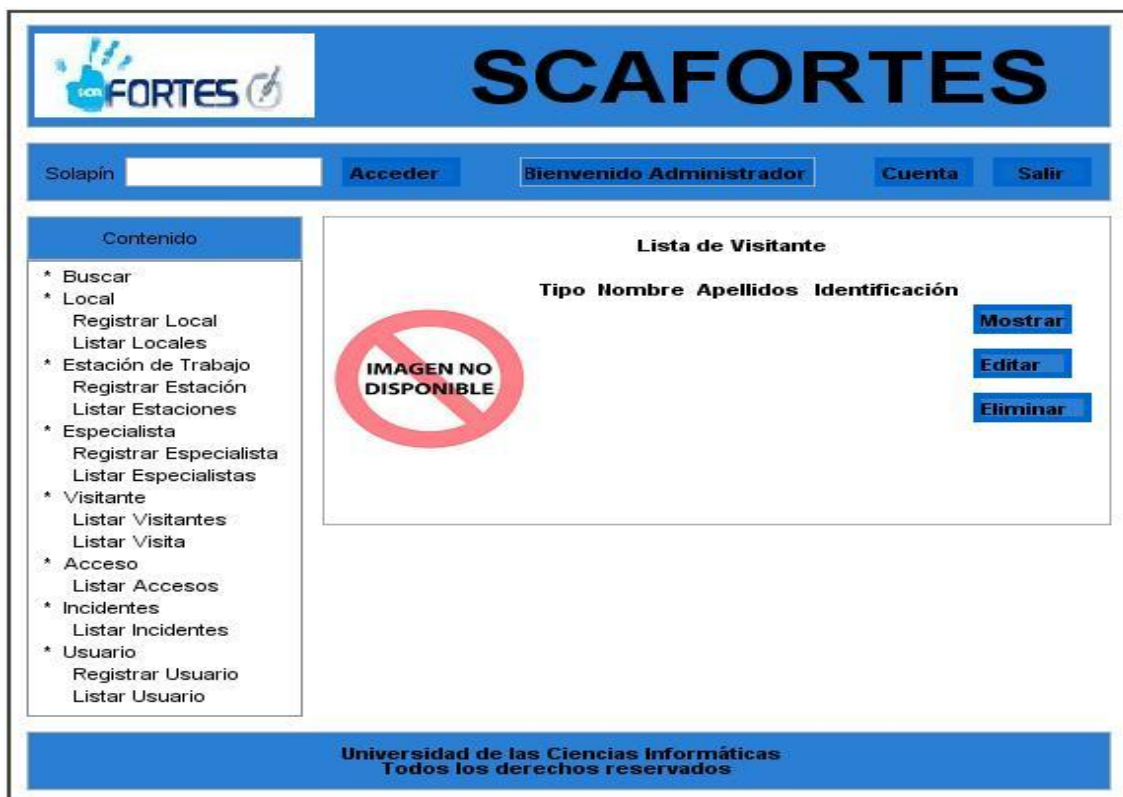 SCA FORTES
SCAFORTES
Solapín Acceder Bienvenido Administrador Cuenta Salir
Contenido
* Buscar
* Local
Registrar Local
Listar Locales
* Estación de Trabajo
Registrar Estación
Listar Estaciones
* Especialista
Registrar Especialista
Listar Especialistas
* Visitante
Listar Visitantes
Listar Visita
* Acceso
Listar Accesos
* Incidentes
Listar Incidentes
* Usuario
Registrar Usuario
Listar Usuario
Lista de Visitante
Tipo Nombre Apellidos Identificación
IMAGEN NO
DISPONIBLE
Mostrar
Editar
Eliminar
Universidad de las Ciencias Informáticas
Todos los derechos reservados